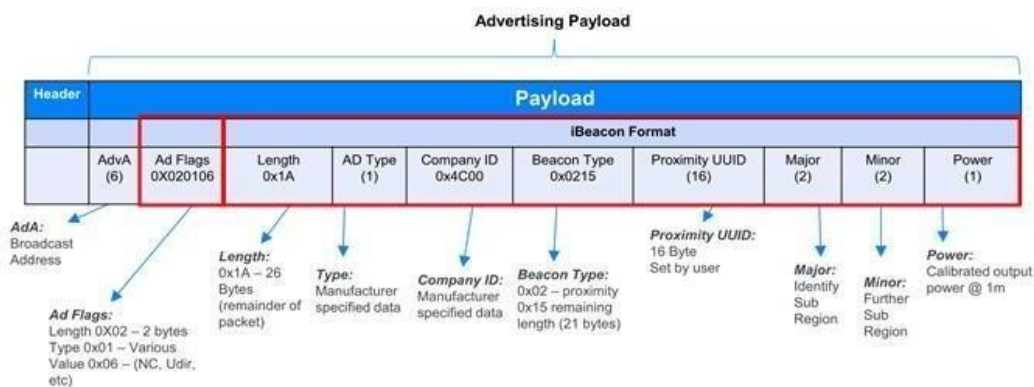 Advertising Payload
Header
Payload
iBeacon Format
AdvA
(6)
Ad Flags
0X020106
Length
0x1A
AD Type
(1)
Company ID
0x4C00
Beacon Type
0x0215
Proximity UUID
(16)
Major
(2)
Minor
(2)
Power
(1)
AdA:
Broadcast
Address
Ad Flags:
Length 0X02 – 2 bytes
Type 0x01 – Various
Value 0x06 – (NC, Udir,
etc)
Length:
0x1A – 26
Bytes
(remainder of
packet)
Type:
Manufacturer
specified data
Company ID:
Manufacturer
specified data
Beacon Type:
0x02 – proximity
0x15 remaining
length (21 bytes)
Proximity UUID:
16 Byte
Set by user
Major:
Identify
Sub
Region
Minor:
Further
Sub
Region
Power:
Calibrated output
power @ 1m